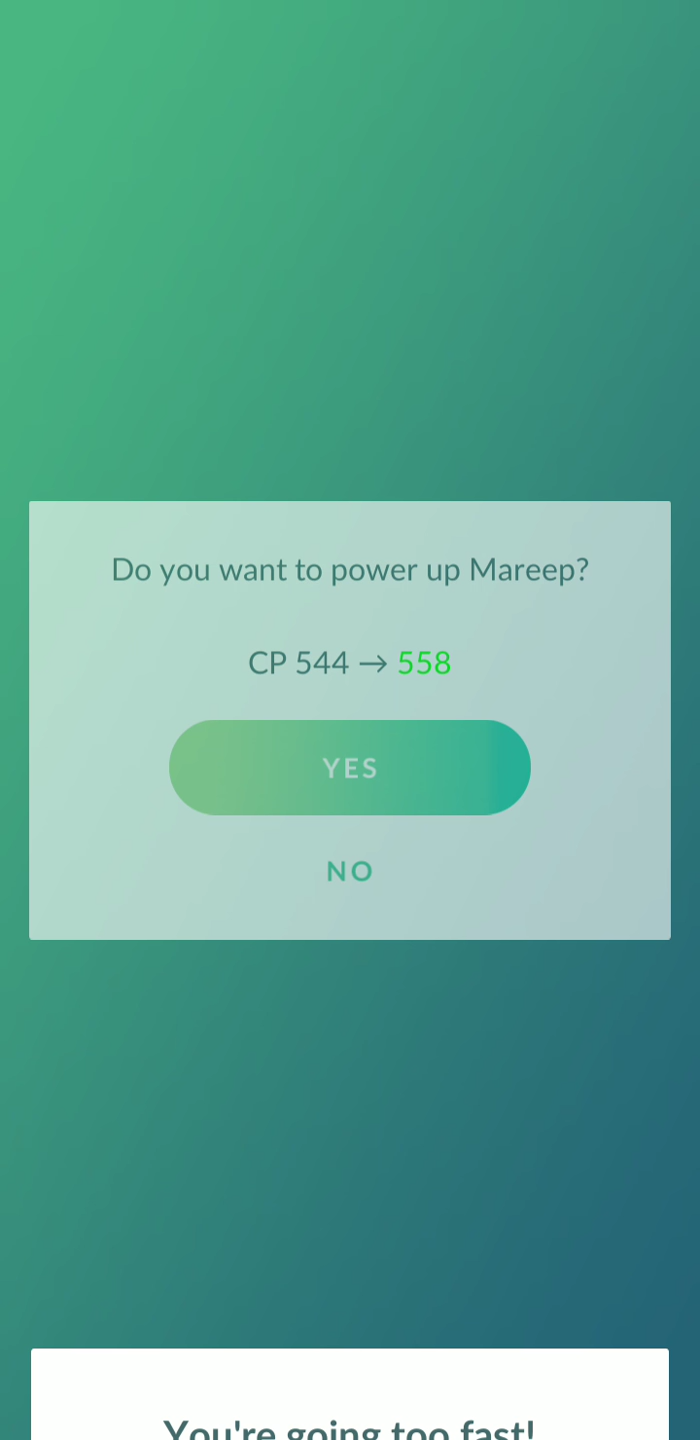 Do you want to power up Mareep?
CP 544 → 558
YES
NO
You're going too fast!